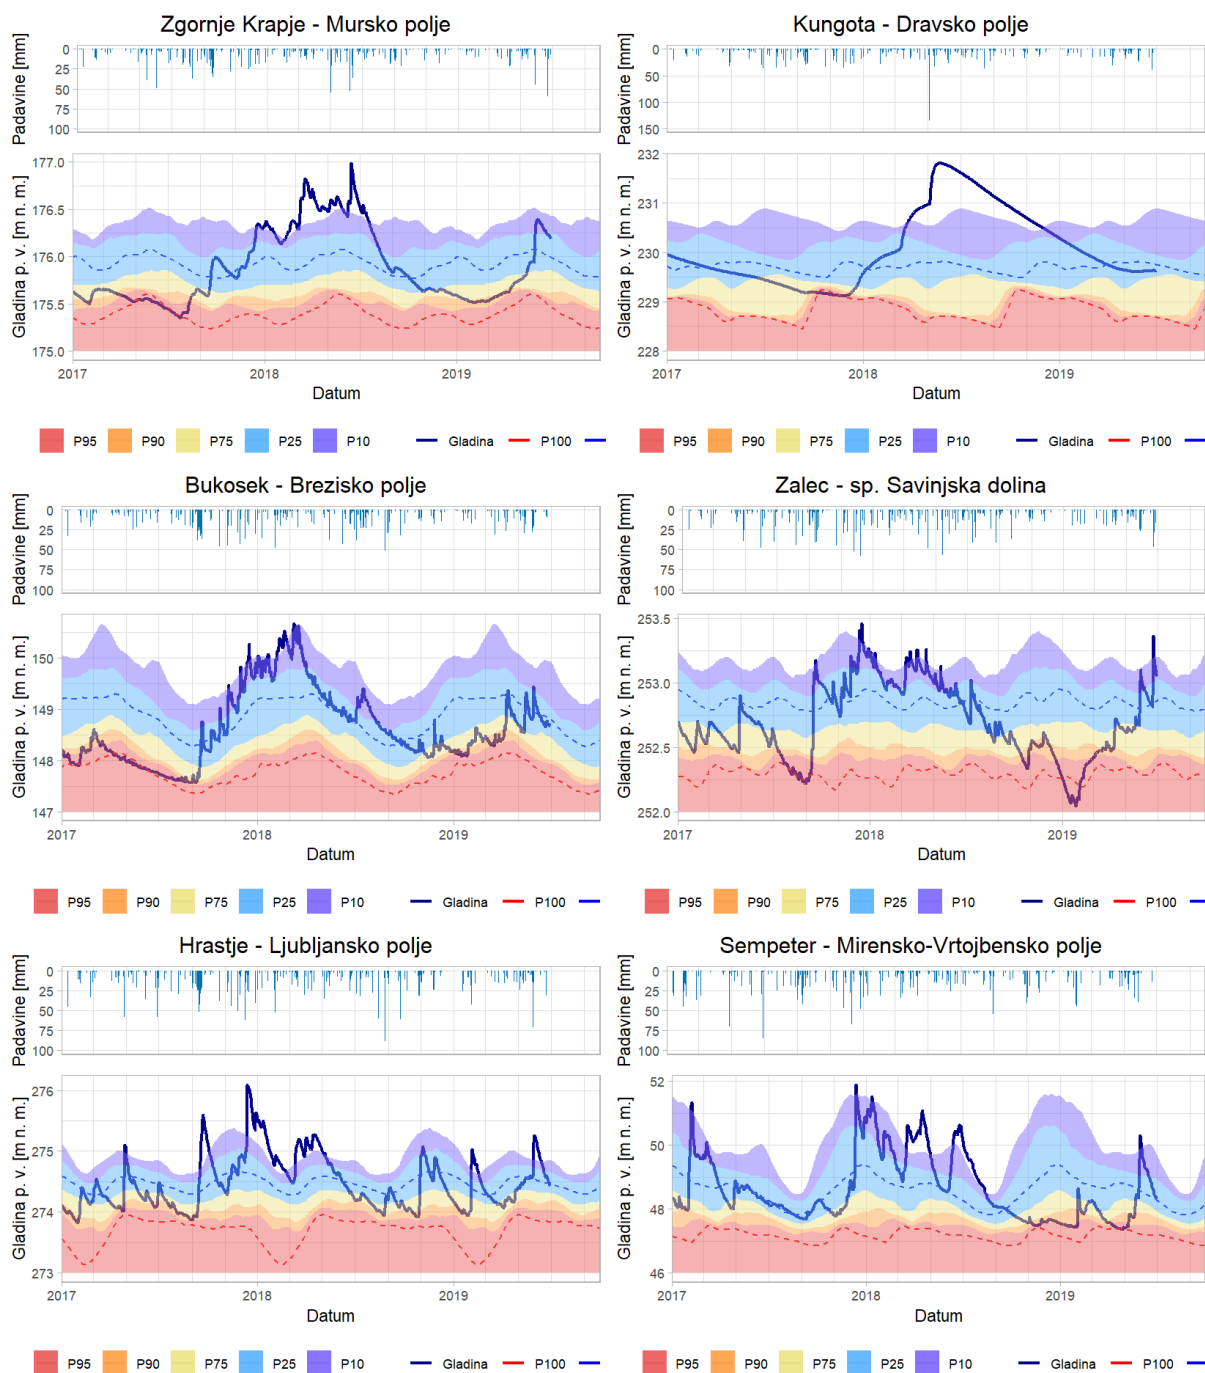 Zgornje Krapje - Mursko polje
Padavine [mm]
0
25
50
75
100
Gladina p. v. [m n. m.]
177.0
176.5
176.0
175.5
175.0
2017 2018 2019
Datum
P95 P90 P75 P25 P10 Gladina P100
Kungota - Dravsko polje
Padavine [mm]
0
50
100
150
Gladina p. v. [m n. m.]
232
231
230
229
228
2017 2018 2019
Datum
P95 P90 P75 P25 P10 Gladina P100
Bukosek - Brezisko polje
Padavine [mm]
0
25
50
75
100
Gladina p. v. [m n. m.]
150
149
148
147
2017 2018 2019
Datum
P95 P90 P75 P25 P10 Gladina P100
Zalec - sp. Savinjska dolina
Padavine [mm]
0
25
50
75
100
Gladina p. v. [m n. m.]
253.5
253.0
252.5
252.0
2017 2018 2019
Datum
P95 P90 P75 P25 P10 Gladina P100
Hrastje - Ljubljansko polje
Padavine [mm]
0
25
50
75
100
Gladina p. v. [m n. m.]
276
275
274
273
2017 2018 2019
Datum
P95 P90 P75 P25 P10 Gladina P100
Sempeter - Mirensko-Vrtojbensko polje
Padavine [mm]
0
25
50
75
100
Gladina p. v. [m n. m.]
52
50
48
46
2017 2018 2019
Datum
P95 P90 P75 P25 P10 Gladina P100